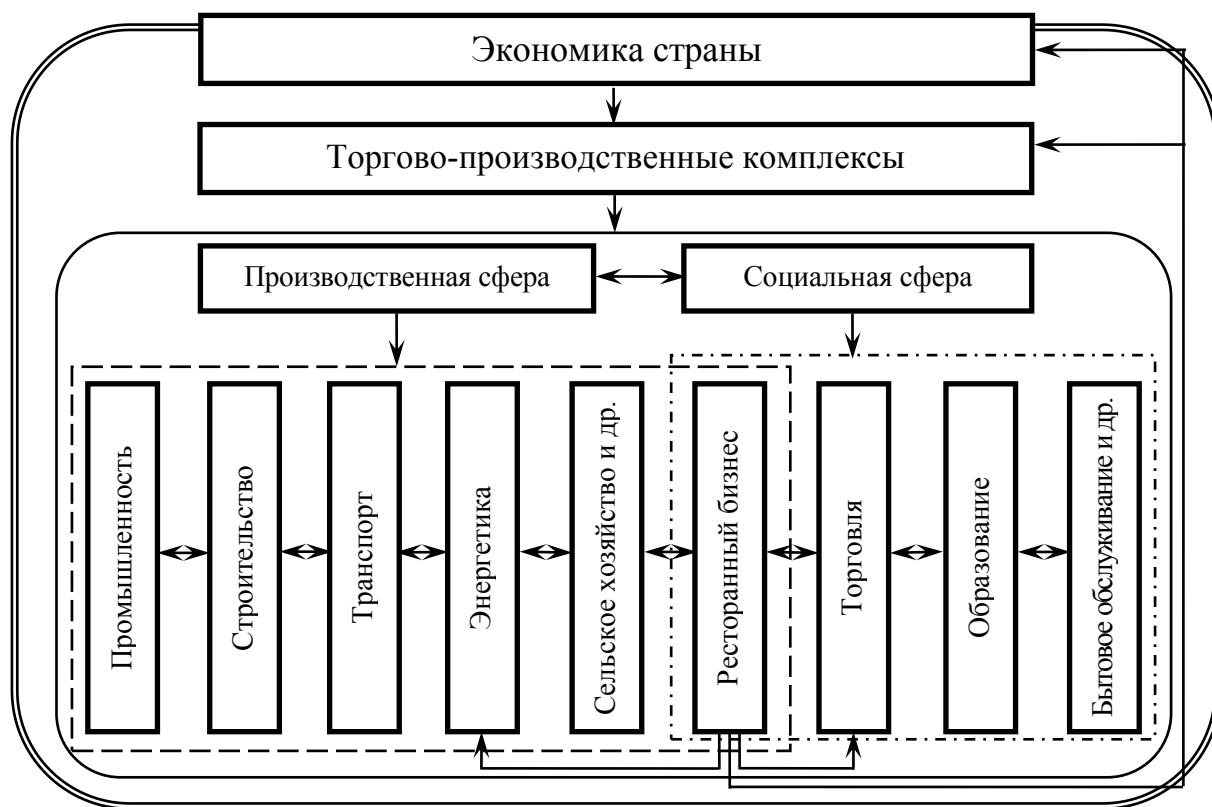 Экономика страны
Торгово-производственные комплексы
Производственная сфера
Социальная сфера
Промышленность
Строительство
Транспорт
Энергетика
Сельское хозяйство и др.
Ресторанный бизнес
Торговля
Образование
Бытовое обслуживание и др.